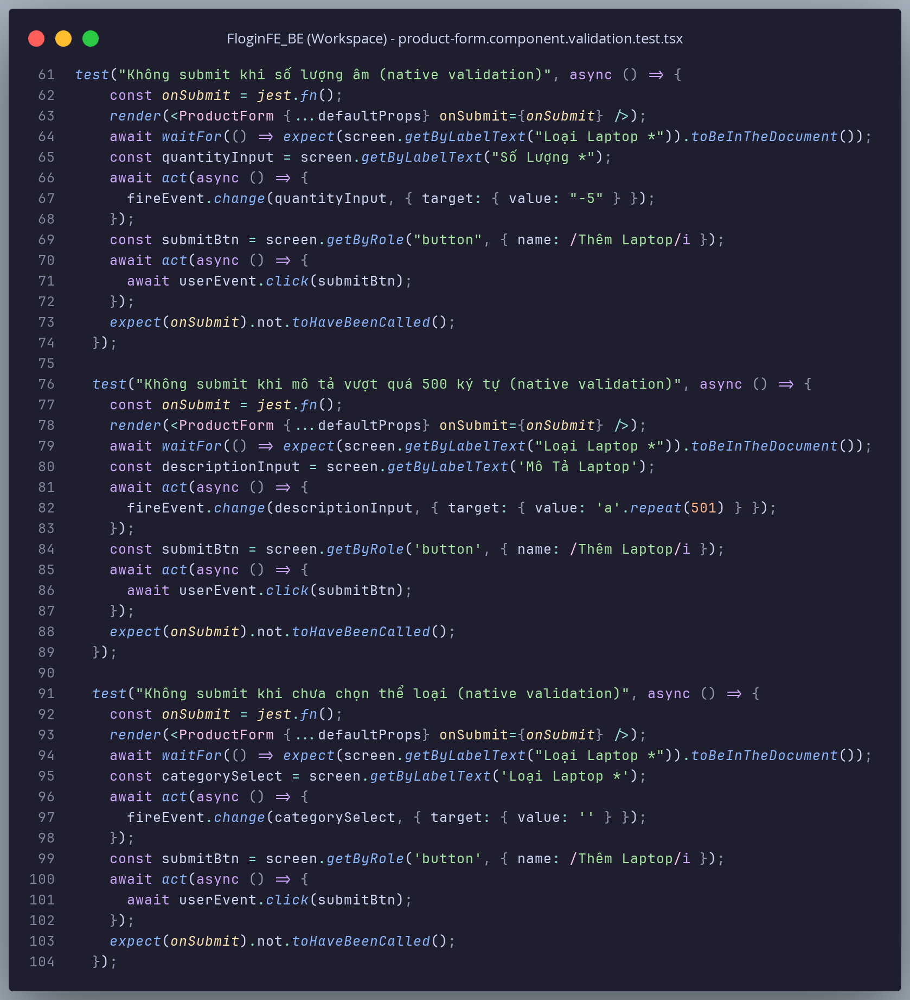 FloginFE_BE (Workspace) - product-form.component.validation.test.tsx
61 test("Không submit khi số lượng âm (native validation)", async () => {
62 const onSubmit = jest.fn();
63 render(<ProductForm {...defaultProps} onSubmit={onSubmit} />);
64 await waitFor(() => expect(screen.getByLabelText("Loại Laptop *")).toBeInTheDocument());
65 const quantityInput = screen.getByLabelText("Số Lượng *");
66 await act(async () => {
67 fireEvent.change(quantityInput, { target: { value: "-5" } });
68 });
69 const submitBtn = screen.getByRole("button", { name: /Thêm Laptop/i });
70 await act(async () => {
71 await userEvent.click(submitBtn);
72 });
73 expect(onSubmit).not.toHaveBeenCalled();
74 });
75
76 test("Không submit khi mô tả vượt quá 500 ký tự (native validation)", async () => {
77 const onSubmit = jest.fn();
78 render(<ProductForm {...defaultProps} onSubmit={onSubmit} />);
79 await waitFor(() => expect(screen.getByLabelText("Loại Laptop *")).toBeInTheDocument());
80 const descriptionInput = screen.getByLabelText('Mô Tả Laptop');
81 await act(async () => {
82 fireEvent.change(descriptionInput, { target: { value: 'a'.repeat(501) } });
83 });
84 const submitBtn = screen.getByRole('button', { name: /Thêm Laptop/i });
85 await act(async () => {
86 await userEvent.click(submitBtn);
87 });
88 expect(onSubmit).not.toHaveBeenCalled();
89 });
90
91 test("Không submit khi chưa chọn thể loại (native validation)", async () => {
92 const onSubmit = jest.fn();
93 render(<ProductForm {...defaultProps} onSubmit={onSubmit} />);
94 await waitFor(() => expect(screen.getByLabelText("Loại Laptop *")).toBeInTheDocument());
95 const categorySelect = screen.getByLabelText('Loại Laptop *');
96 await act(async () => {
97 fireEvent.change(categorySelect, { target: { value: '' } });
98 });
99 const submitBtn = screen.getByRole('button', { name: /Thêm Laptop/i });
100 await act(async () => {
101 await userEvent.click(submitBtn);
102 });
103 expect(onSubmit).not.toHaveBeenCalled();
104 });